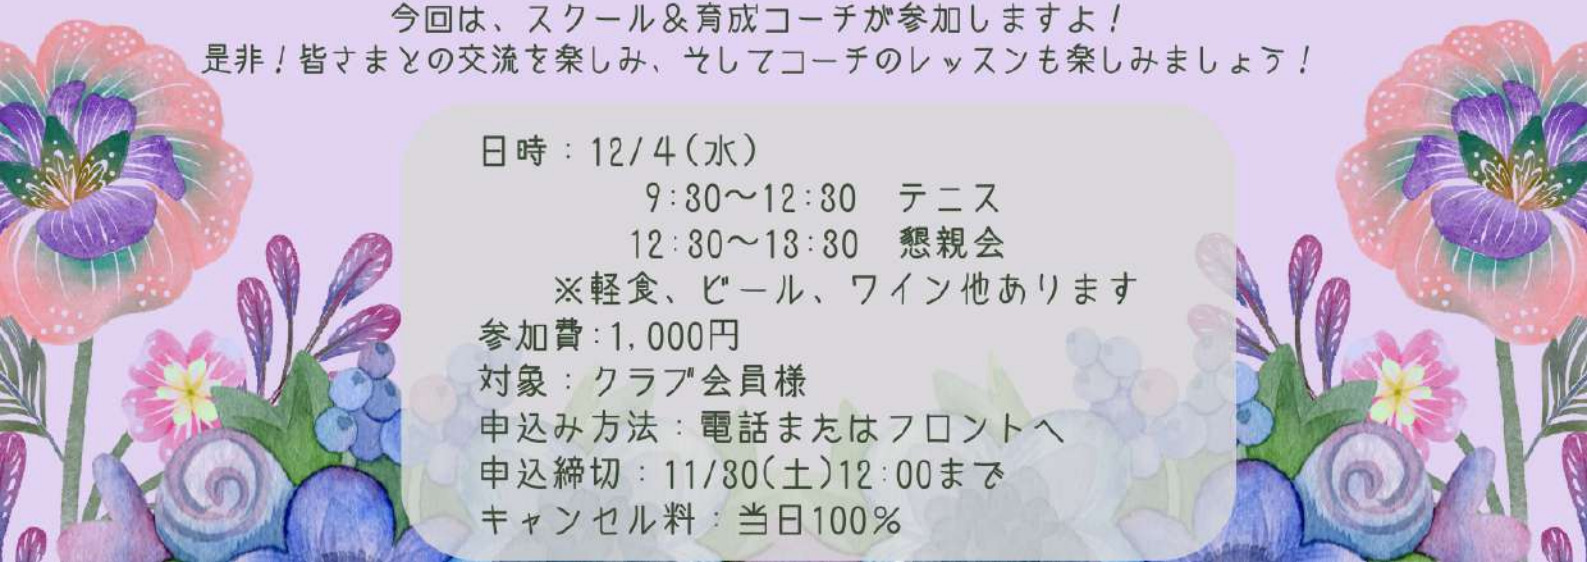 今回は、スクール&育成コーチが参加しますよ!
是非!皆さまとの交流を楽しみ、そしてコーチのレッスンも楽しみましょう!
日時:12/4(水)
9:30~12:30 テニス
12:30~13:30 懇親会
※軽食、ビール、ワイン他あります
参加費:1,000円
対象:クラブ会員様
申込み方法:電話またはフロントへ
申込締切:11/30(土)12:00まで
キャンセル料:当日100%